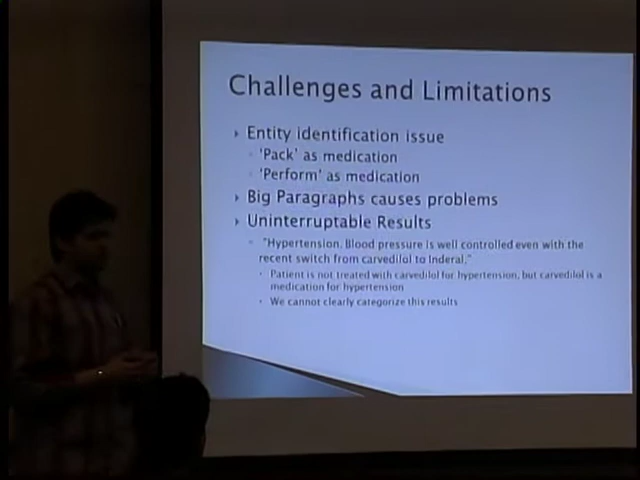 Challenges and Limitations
Entity identification issue
'Pack' as medication
'Perform' as medication
Big Paragraphs causes problems
Uninterruptable Results
"Hypertension. Blood pressure is well controlled even with the
recent switch from carvedilol to Inderal."
Patient is not treated with carvedilol for hypertension, but carvedilol is a
medication for hypertension
We cannot clearly categorize this results